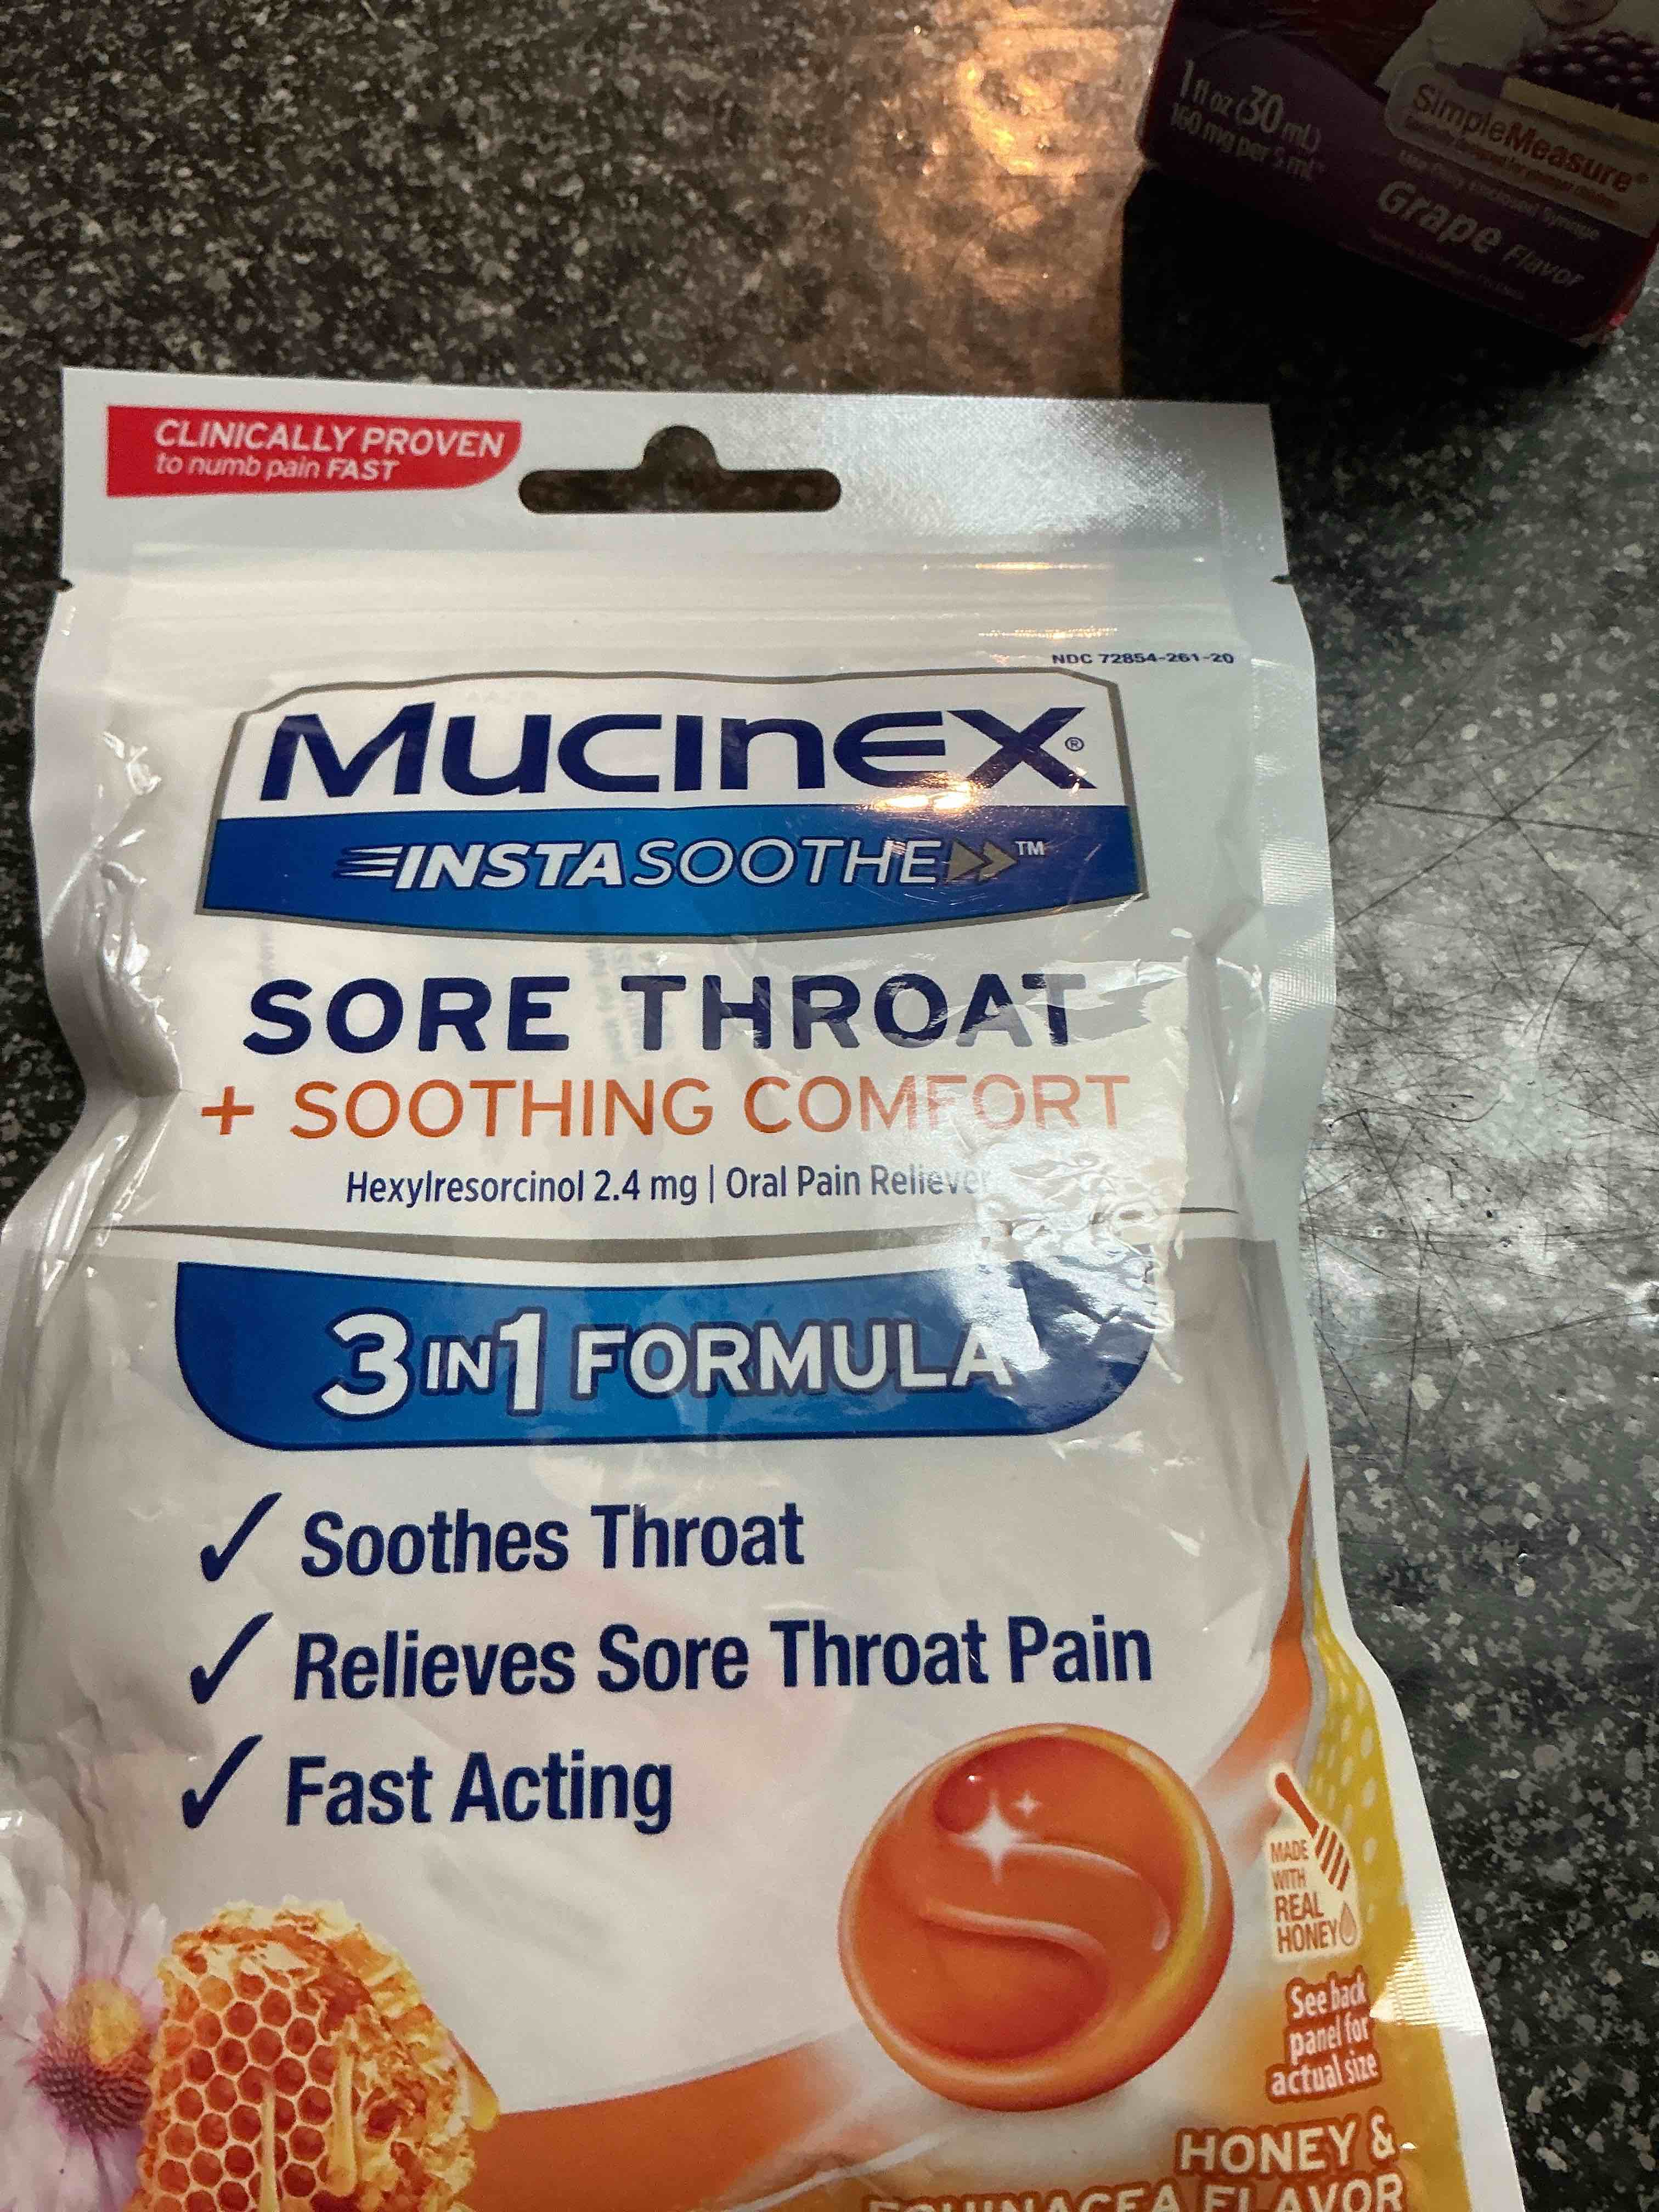 1 fl oz (30 mL)
160 mg per 5 mL
SimpleMeasure®
Grape Flavor
CLINICALLY PROVEN
to numb pain FAST
NDC 72854-261-20
MUCINEX®
INSTASOOTHE™
SORE THROAT
+ SOOTHING COMFORT
Hexylresorcinol 2.4 mg | Oral Pain Reliever
3 IN 1 FORMULA
✓ Soothes Throat
✓ Relieves Sore Throat Pain
✓ Fast Acting
MADE
WITH
REAL
HONEY
See back
panel for
actual size
HONEY &
ECHINACEA FLAVOR